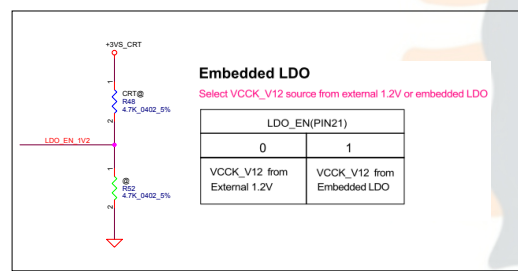 +3VS_CRT
1
CRT@
R48
4.7K_0402_5%
2
LDO_EN_1V2
1
@
R52
4.7K_0402_5%
2
Embedded LDO
Select VCCK_V12 source from external 1.2V or embedded LDO
LDO_EN(PIN21)
0 1
VCCK_V12 from VCCK_V12 from
External 1.2V Embedded LDO